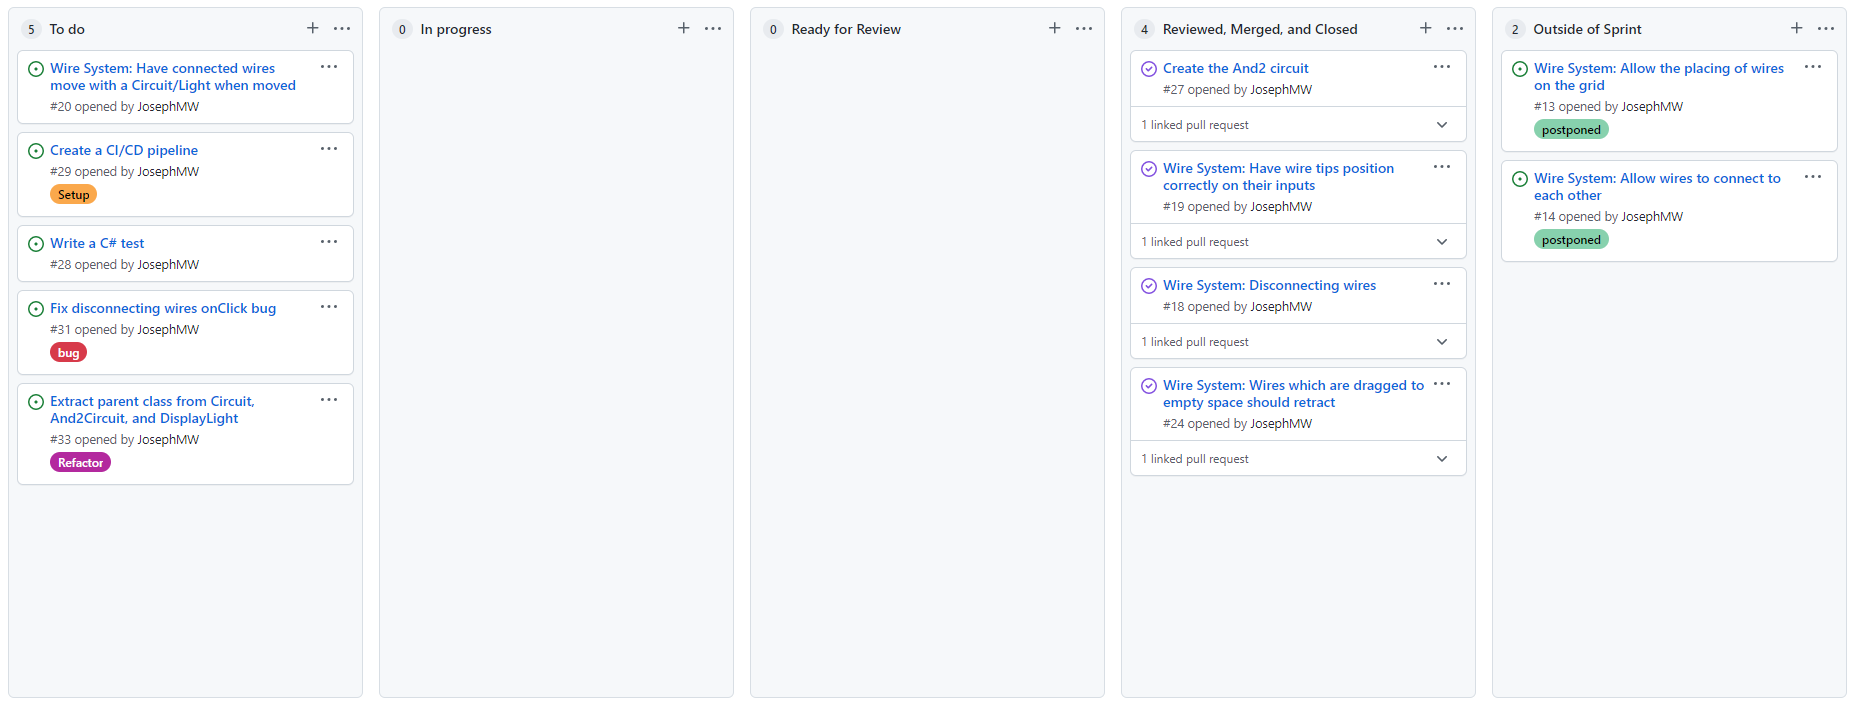 5 To do
Wire System: Have connected wires
move with a Circuit/Light when moved
#20 opened by JosephMW
Create a CI/CD pipeline
#29 opened by JosephMW
Setup
Write a C# test
#28 opened by JosephMW
Fix disconnecting wires onClick bug
#31 opened by JosephMW
bug
Extract parent class from Circuit,
And2Circuit, and DisplayLight
#33 opened by JosephMW
Refactor
0 In progress
0 Ready for Review
4 Reviewed, Merged, and Closed
Create the And2 circuit
#27 opened by JosephMW
1 linked pull request
Wire System: Have wire tips position
correctly on their inputs
#19 opened by JosephMW
1 linked pull request
Wire System: Disconnecting wires
#18 opened by JosephMW
1 linked pull request
Wire System: Wires which are dragged to
empty space should retract
#24 opened by JosephMW
1 linked pull request
2 Outside of Sprint
Wire System: Allow the placing of wires
on the grid
#13 opened by JosephMW
postponed
Wire System: Allow wires to connect to
each other
#14 opened by JosephMW
postponed